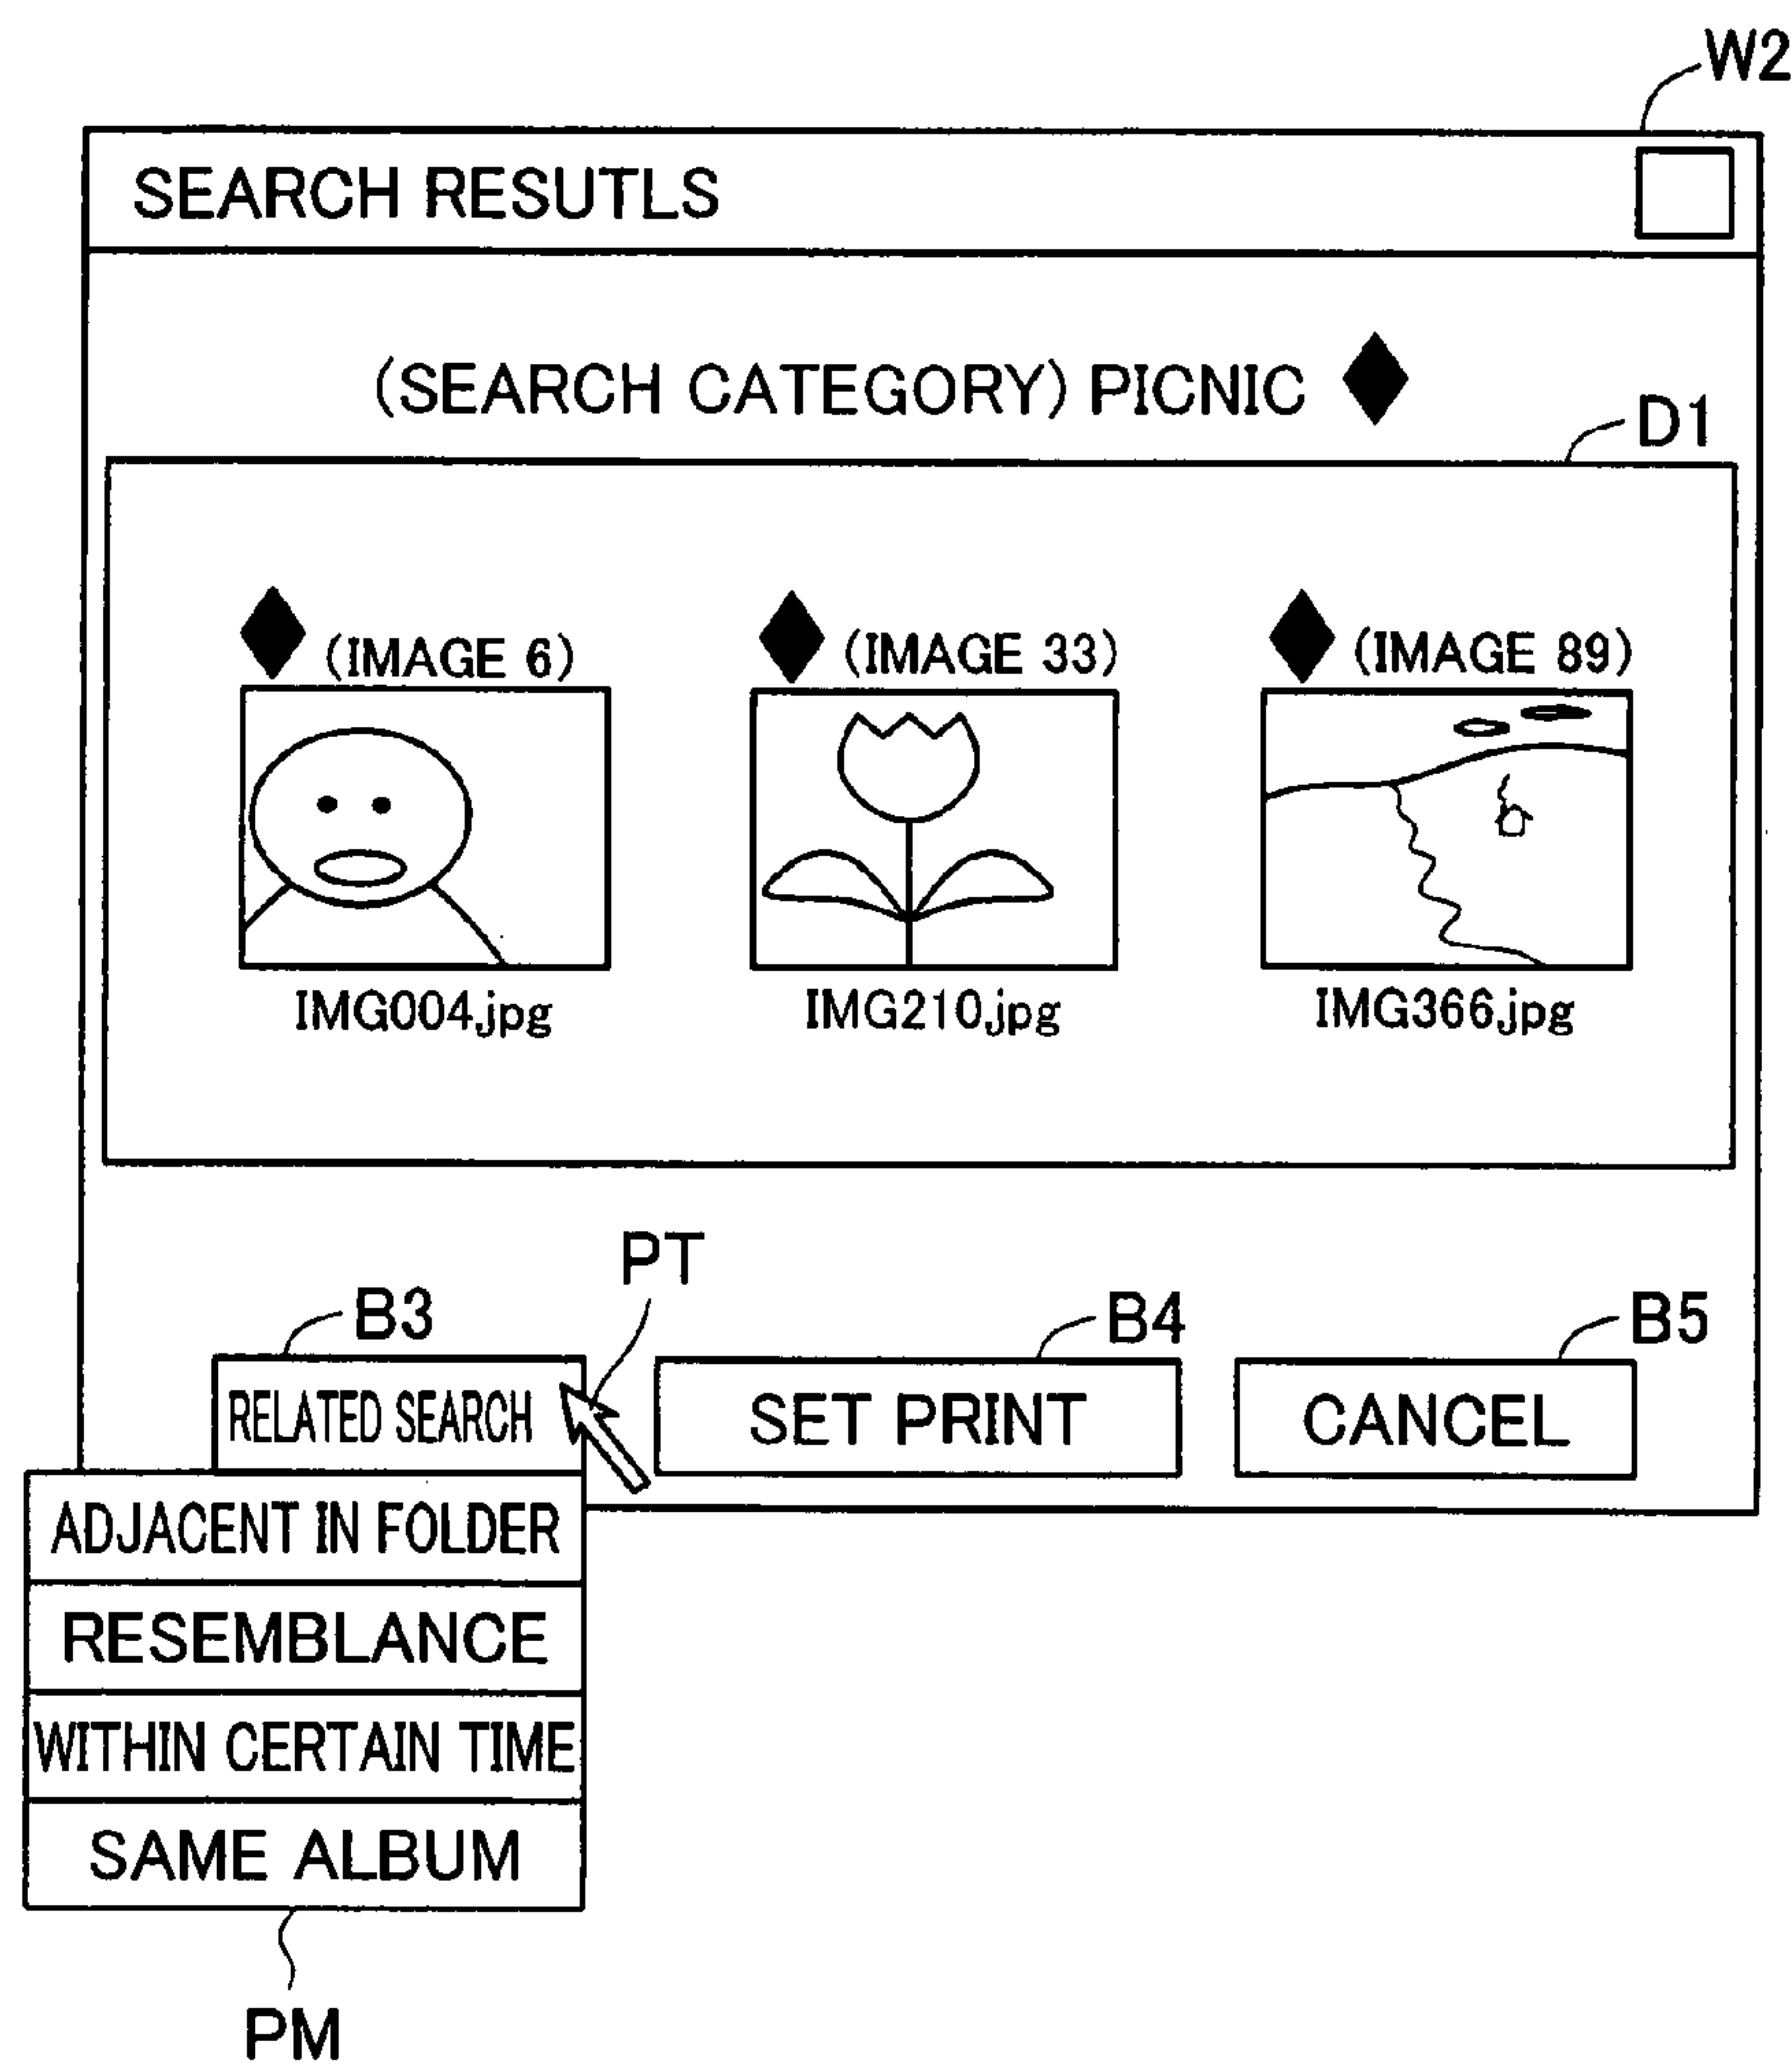 W2
SEARCH RESUTLS
(SEARCH CATEGORY) PICNIC
D1
(IMAGE 6) (IMAGE 33) (IMAGE 89)
IMG004.jpg IMG210.jpg IMG366.jpg
PT
B3 B4 B5
RELATED SEARCH SET PRINT CANCEL
ADJACENT IN FOLDER
RESEMBLANCE
WITHIN CERTAIN TIME
SAME ALBUM
PM